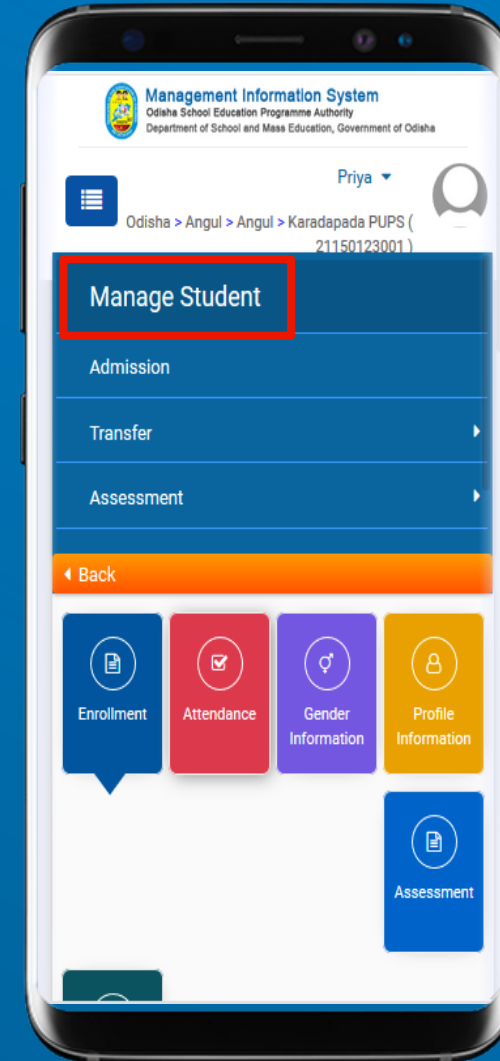 Management Information System
Odisha School Education Programme Authority
Department of School and Mass Education, Government of Odisha
Priya
Odisha > Angul > Angul > Karadapada PUPS (
21150123001 )
Manage Student
Admission
Transfer
Assessment
Back
Enrollment
Attendance
Gender
Information
Profile
Information
Assessment